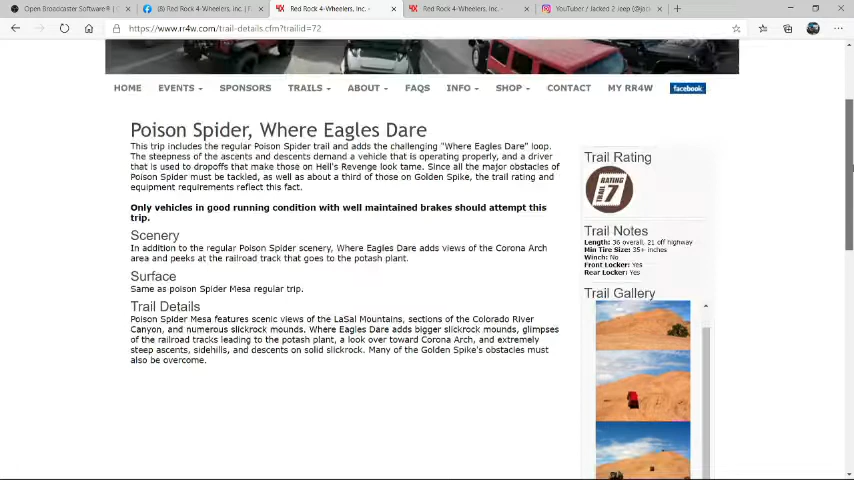 Open Broadcaster Software® |
(8) Red Rock 4-Wheelers, Inc. | F
Red Rock 4-Wheelers, Inc. -
Red Rock 4-Wheelers, Inc. -
YouTuber / Jacked 2 Jeep (@jac
https://www.rr4w.com/trail-details.cfm?trailid=72
HOME EVENTS SPONSORS TRAILS ABOUT FAQS INFO SHOP CONTACT MY RR4W facebook
Poison Spider, Where Eagles Dare
This trip includes the regular Poison Spider trail and adds the challenging "Where Eagles Dare" loop.
The steepness of the ascents and descents demand a vehicle that is operating properly, and a driver
that is used to dropoffs that make those on Hell's Revenge look tame. Since all the major obstacles of
Poison Spider must be tackled, as well as about a third of those on Golden Spike, the trail rating and
equipment requirements reflect this fact.
Only vehicles in good running condition with well maintained brakes should attempt this
trip.
Scenery
In addition to the regular Poison Spider scenery, Where Eagles Dare adds views of the Corona Arch
area and peeks at the railroad track that goes to the potash plant.
Surface
Same as poison Spider Mesa regular trip.
Trail Details
Poison Spider Mesa features scenic views of the LaSal Mountains, sections of the Colorado River
Canyon, and numerous slickrock mounds. Where Eagles Dare adds bigger slickrock mounds, glimpses
of the railroad tracks leading to the potash plant, a look over toward Corona Arch, and extremely
steep ascents, sidehills, and descents on solid slickrock. Many of the Golden Spike's obstacles must
also be overcome.
Trail Rating
TRAIL RATING 7
Trail Notes
Length: 36 overall, 21 off highway
Min Tire Size: 35+ inches
Winch: No
Front Locker: Yes
Rear Locker: Yes
Trail Gallery